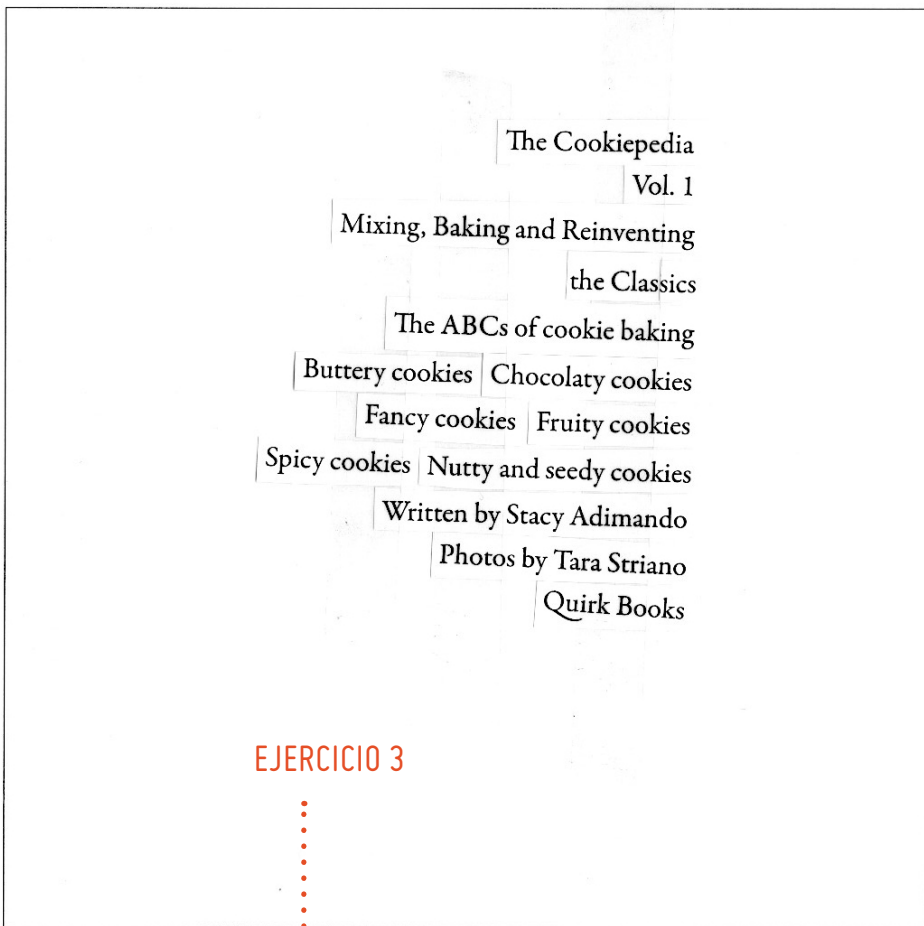 The Cookiepedia
Vol. 1
Mixing, Baking and Reinventing
the Classics
The ABCs of cookie baking
Buttery cookies Chocolaty cookies
Fancy cookies Fruity cookies
Spicy cookies Nutty and seedy cookies
Written by Stacy Adimando
Photos by Tara Striano
Quirk Books
EJERCICIO 3